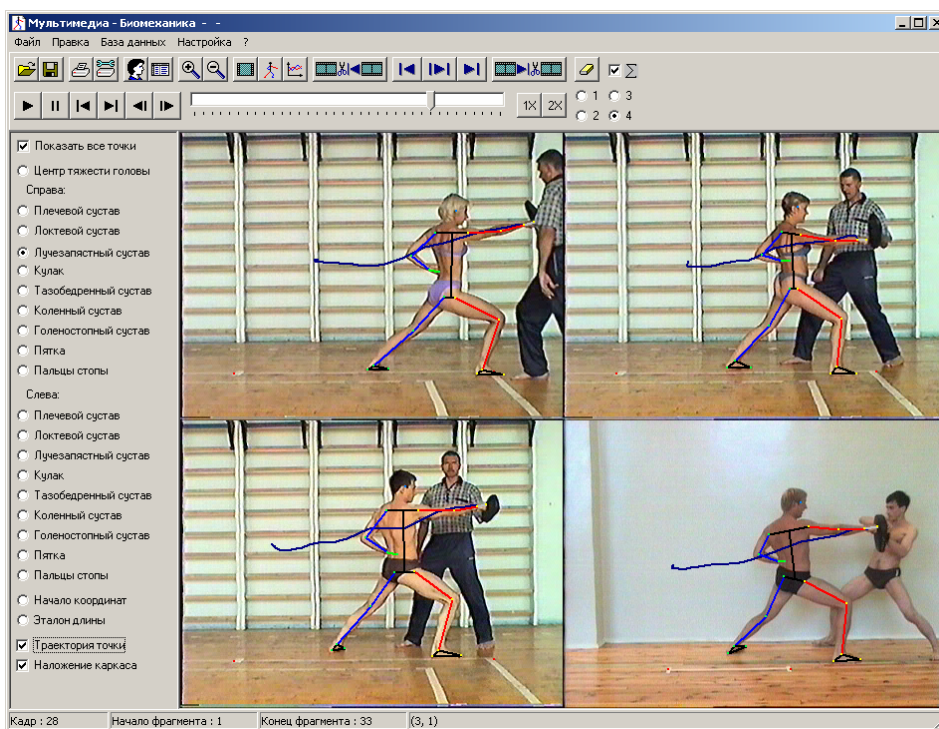 Мультимедиа - Биомеханика - -
Файл Правка База данных Настройка ?
1X 2X
1 3
2 4
Показать все точки
Центр тяжести головы
Справа:
Плечевой сустав
Локтевой сустав
Лучезапястный сустав
Кулак
Тазобедренный сустав
Коленный сустав
Голеностопный сустав
Пятка
Пальцы стопы
Слева:
Плечевой сустав
Локтевой сустав
Лучезапястный сустав
Кулак
Тазобедренный сустав
Коленный сустав
Голеностопный сустав
Пятка
Пальцы стопы
Начало координат
Эталон длины
Траектория точки
Наложение каркаса
Кадр : 28 Начало фрагмента : 1 Конец фрагмента : 33 (3, 1)